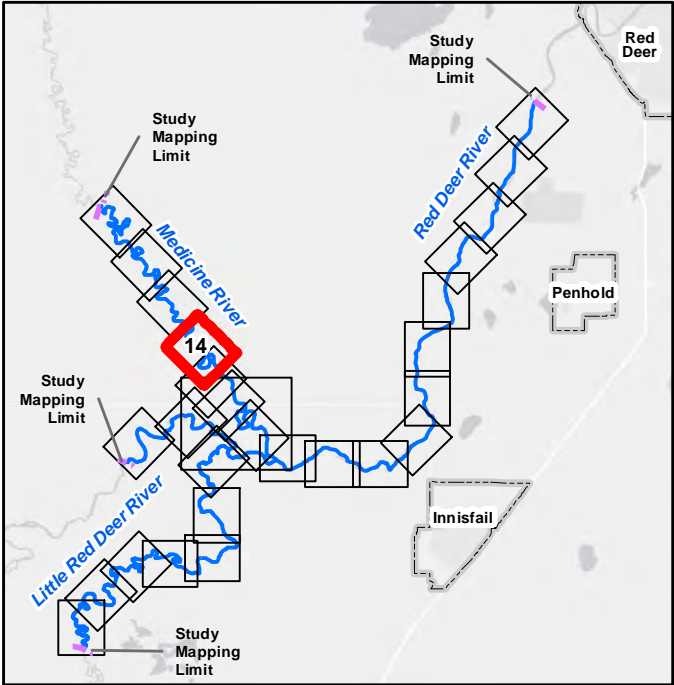 Red
Deer
Study
Mapping
Limit
Study
Mapping
Limit
Red Deer River
Medicine River
Penhold
14
Study
Mapping
Limit
Little Red Deer River
Innisfail
Study
Mapping
Limit